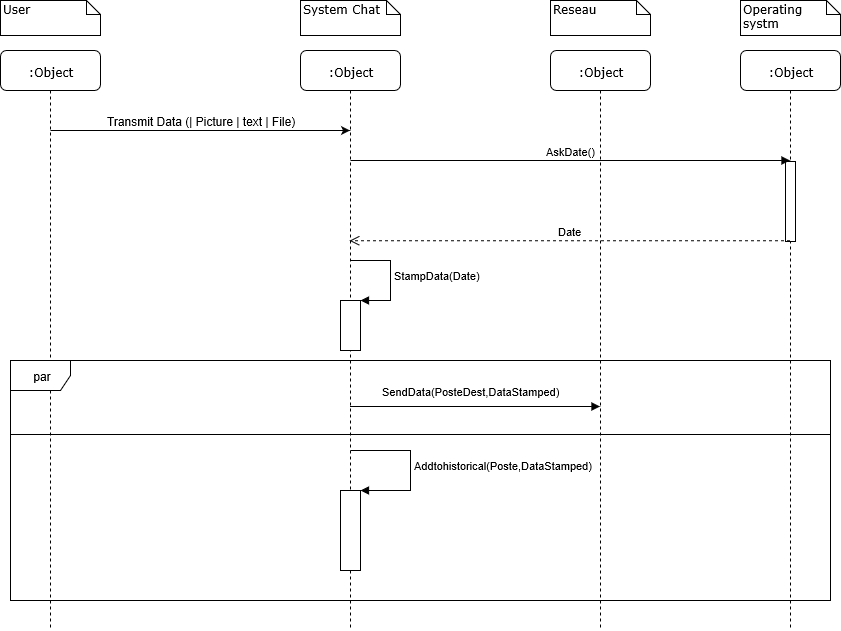 User
System Chat
Reseau
Operating
systm
:Object
:Object
:Object
:Object
Transmit Data (| Picture | text | File)
AskDate()
Date
StampData(Date)
par
SendData(PosteDest,DataStamped)
Addtohistorical(Poste,DataStamped)